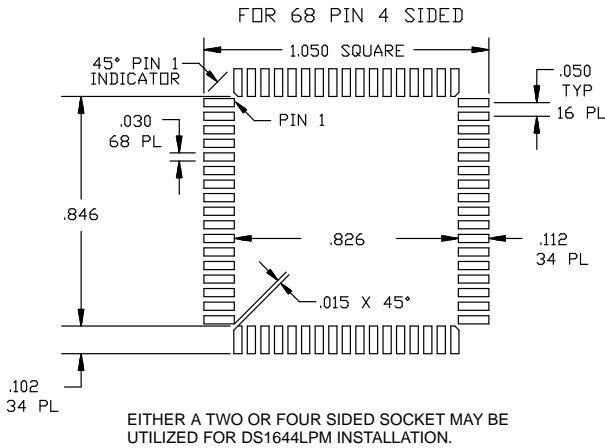 FOR 68 PIN 4 SIDED
1.050 SQUARE
45° PIN 1
INDICATOR
.050
TYP
16 PL
PIN 1
.030
68 PL
.846
.826
.112
34 PL
.015 X 45°
.102
34 PL
EITHER A TWO OR FOUR SIDED SOCKET MAY BE
UTILIZED FOR DS1644LPM INSTALLATION.